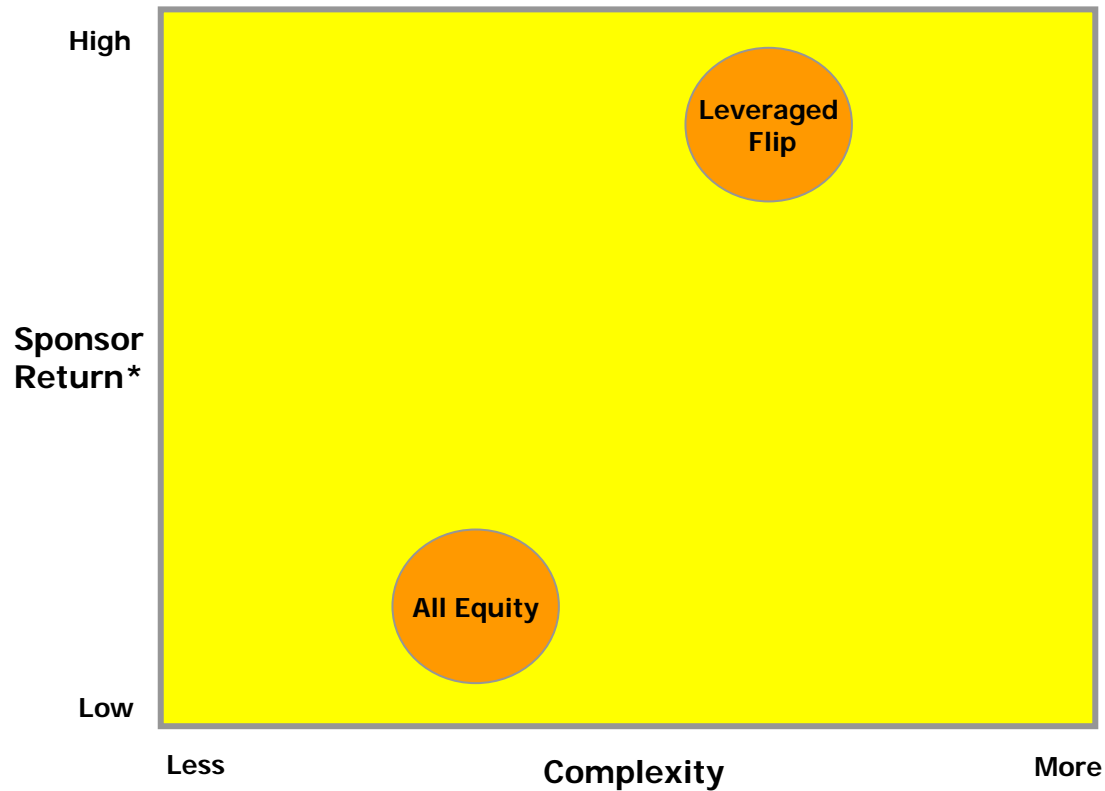 High
Leveraged
Flip
Sponsor
Return*
All Equity
Low
Less
Complexity
More